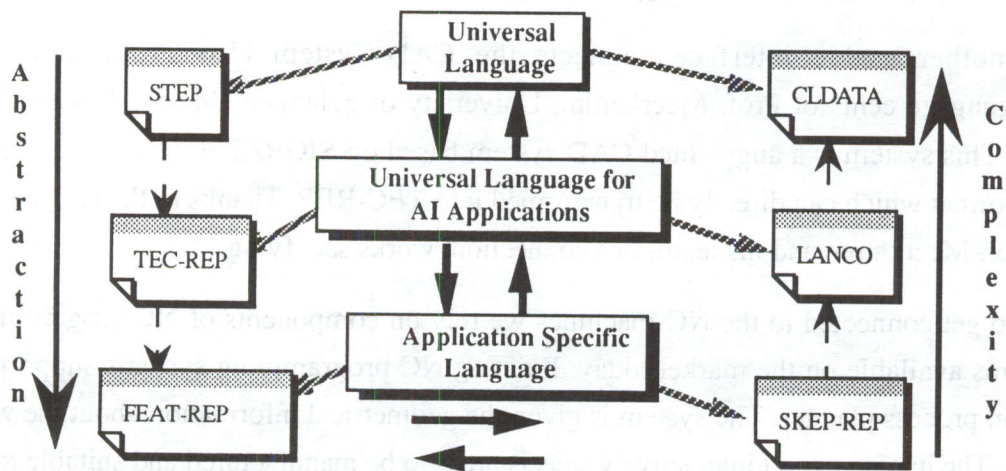 Universal
Language
STEP
CLDATA
Abstraction
Complexity
Universal Language for
AI Applications
TEC-REP
LANCO
Application Specific
Language
FEAT-REP
SKEP-REP